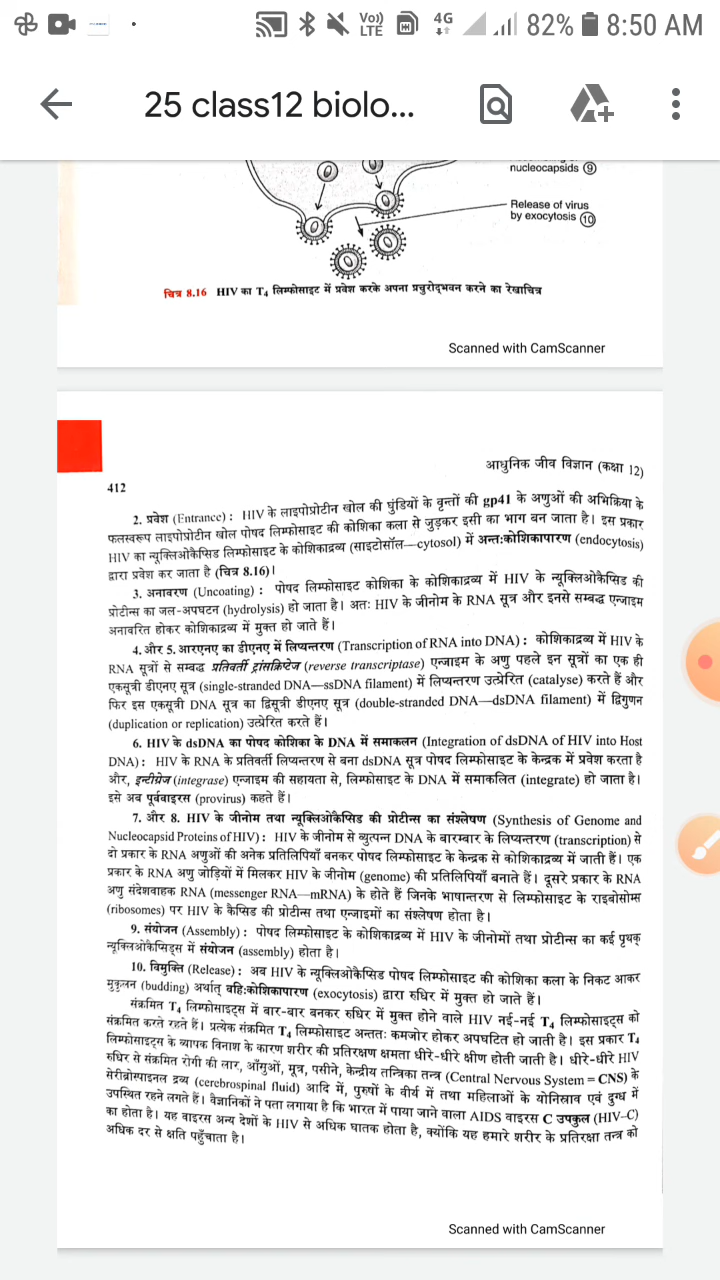 Vo)) LTE 4G 82% 8:50 AM
25 class12 biolo...
nucleocapsids ⑨
Release of virus
by exocytosis ⑩
चित्र 8.16 HIV का T₄ लिम्फोसाइट में प्रवेश करके अपना प्रचुरोद्भवन करने का रेखाचित्र
Scanned with CamScanner
आधुनिक जीव विज्ञान (कक्षा 12)
412
2. प्रवेश (Entrance) : HIV के लाइपोप्रोटीन खोल की घुंडियों के वृन्तों की gp41 के अणुओं की अभिक्रिया के
फलस्वरूप लाइपोप्रोटीन खोल पोषद लिम्फोसाइट की कोशिका कला से जुड़कर इसी का भाग बन जाता है। इस प्रकार
HIV का न्यूक्लिओकैप्सिड लिम्फोसाइट के कोशिकाद्रव्य (साइटोसॉल—cytosol) में अन्तःकोशिकापारण (endocytosis)
द्वारा प्रवेश कर जाता है (चित्र 8.16)।
3. अनावरण (Uncoating) : पोषद लिम्फोसाइट कोशिका के कोशिकाद्रव्य में HIV के न्यूक्लिओकैप्सिड की
प्रोटीन्स का जल-अपघटन (hydrolysis) हो जाता है। अतः HIV के जीनोम के RNA सूत्र और इनसे सम्बद्ध एन्जाइम
अनावरित होकर कोशिकाद्रव्य में मुक्त हो जाते हैं।
4. और 5. आरएनए का डीएनए में लिप्यन्तरण (Transcription of RNA into DNA) : कोशिकाद्रव्य में HIV के
RNA सूत्रों से सम्बद्ध प्रतिवर्ती ट्रांसक्रिप्टेज (reverse transcriptase) एन्जाइम के अणु पहले इन सूत्रों का एक ही
एकसूत्री डीएनए सूत्र (single-stranded DNA—ssDNA filament) में लिप्यन्तरण उत्प्रेरित (catalyse) करते हैं और
फिर इस एकसूत्री DNA सूत्र का द्विसूत्री डीएनए सूत्र (double-stranded DNA—dsDNA filament) में द्विगुणन
(duplication or replication) उत्प्रेरित करते हैं।
6. HIV के dsDNA का पोषद कोशिका के DNA में समाकलन (Integration of dsDNA of HIV into Host
DNA) : HIV के RNA के प्रतिवर्ती लिप्यन्तरण से बना dsDNA सूत्र पोषद लिम्फोसाइट के केन्द्रक में प्रवेश करता है
और, इन्टीग्रेज (integrase) एन्जाइम की सहायता से, लिम्फोसाइट के DNA में समाकलित (integrate) हो जाता है।
इसे अब पूर्ववाइरस (provirus) कहते हैं।
7. और 8. HIV के जीनोम तथा न्यूक्लिओकैप्सिड की प्रोटीन्स का संश्लेषण (Synthesis of Genome and
Nucleocapsid Proteins of HIV) : HIV के जीनोम से व्युत्पन्न DNA के बारम्बार के लिप्यन्तरण (transcription) से
दो प्रकार के RNA अणुओं की अनेक प्रतिलिपियाँ बनकर पोषद लिम्फोसाइट के केन्द्रक से कोशिकाद्रव्य में जाती हैं। एक
प्रकार के RNA अणु जोड़ियों में मिलकर HIV के जीनोम (genome) की प्रतिलिपियाँ बनाते हैं। दूसरे प्रकार के RNA
अणु संदेशवाहक RNA (messenger RNA—mRNA) के होते हैं जिनके भाषान्तरण से लिम्फोसाइट के राइबोसोम्स
(ribosomes) पर HIV के कैप्सिड की प्रोटीन्स तथा एन्जाइमों का संश्लेषण होता है।
9. संयोजन (Assembly) : पोषद लिम्फोसाइट के कोशिकाद्रव्य में HIV के जीनोमों तथा प्रोटीन्स का कई पृथक्
न्यूक्लिओकैप्सिड्स में संयोजन (assembly) होता है।
10. विमुक्ति (Release) : अब HIV के न्यूक्लिओकैप्सिड पोषद लिम्फोसाइट की कोशिका कला के निकट आकर
मुकुलन (budding) अर्थात् बहिःकोशिकापारण (exocytosis) द्वारा रुधिर में मुक्त हो जाते हैं।
संक्रमित T₄ लिम्फोसाइट्स में बार-बार बनकर रुधिर में मुक्त होने वाले HIV नई-नई T₄ लिम्फोसाइट्स को
संक्रमित करते रहते हैं। प्रत्येक संक्रमित T₄ लिम्फोसाइट अन्ततः कमजोर होकर अपघटित हो जाती है। इस प्रकार T₄
लिम्फोसाइट्स के व्यापक विनाश के कारण शरीर की प्रतिरक्षण क्षमता धीरे-धीरे क्षीण होती जाती है। धीरे-धीरे HIV
रुधिर से संक्रमित रोगी की लार, आँसुओं, मूत्र, पसीने, केन्द्रीय तन्त्रिका तन्त्र (Central Nervous System = CNS) के
सेरीब्रोस्पाइनल द्रव्य (cerebrospinal fluid) आदि में, पुरुषों के वीर्य में तथा महिलाओं के योनिस्राव एवं दुग्ध में
उपस्थित रहने लगते हैं। वैज्ञानिकों ने पता लगाया है कि भारत में पाया जाने वाला AIDS वाइरस C उपकुल (HIV–C)
का होता है। यह वाइरस अन्य देशों के HIV से अधिक घातक होता है, क्योंकि यह हमारे शरीर के प्रतिरक्षा तन्त्र को
अधिक दर से क्षति पहुँचाता है।
Scanned with CamScanner